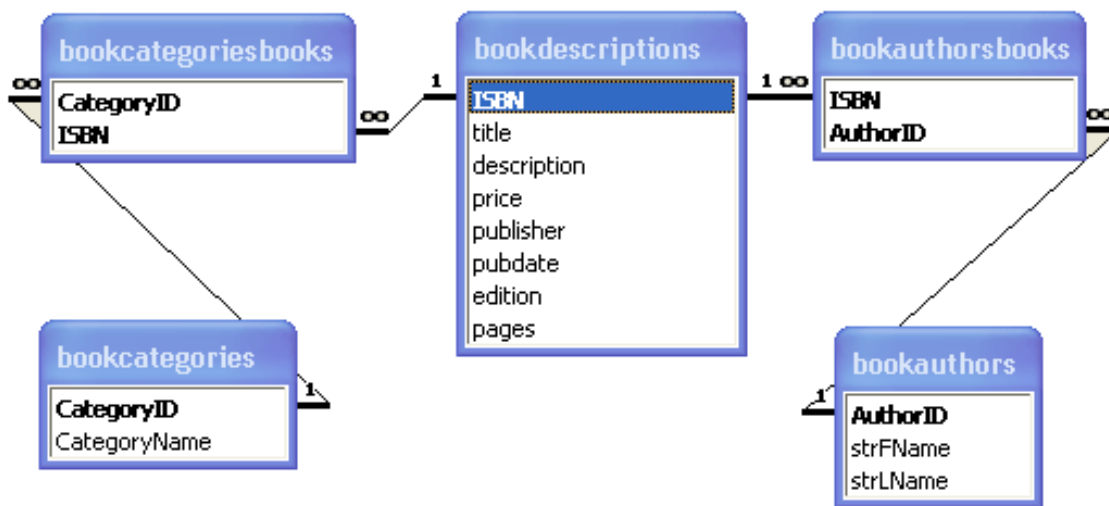 bookcategoriesbooks
CategoryID
ISBN
∞
∞
1
bookdescriptions
ISBN
title
description
price
publisher
pubdate
edition
pages
1
∞
bookauthorsbooks
ISBN
AuthorID
∞
bookcategories
CategoryID
CategoryName
1
bookauthors
AuthorID
strFName
strLName
1